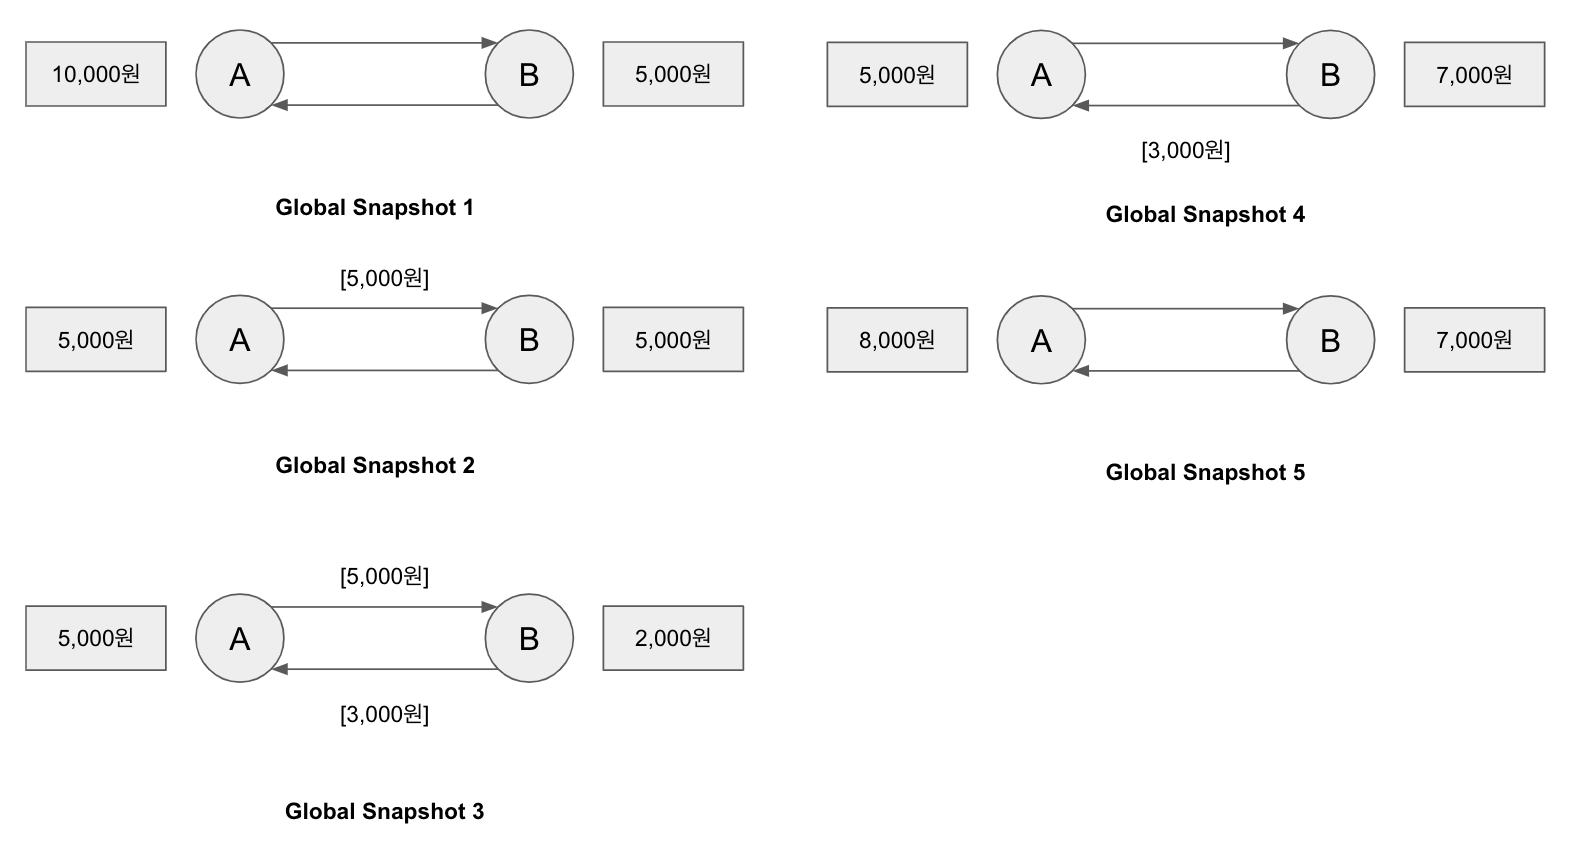 10,000원 A B 5,000원
Global Snapshot 1
[5,000원]
5,000원 A B 5,000원
Global Snapshot 2
[5,000원]
5,000원 A B 2,000원
[3,000원]
Global Snapshot 3
5,000원 A B 7,000원
[3,000원]
Global Snapshot 4
8,000원 A B 7,000원
Global Snapshot 5